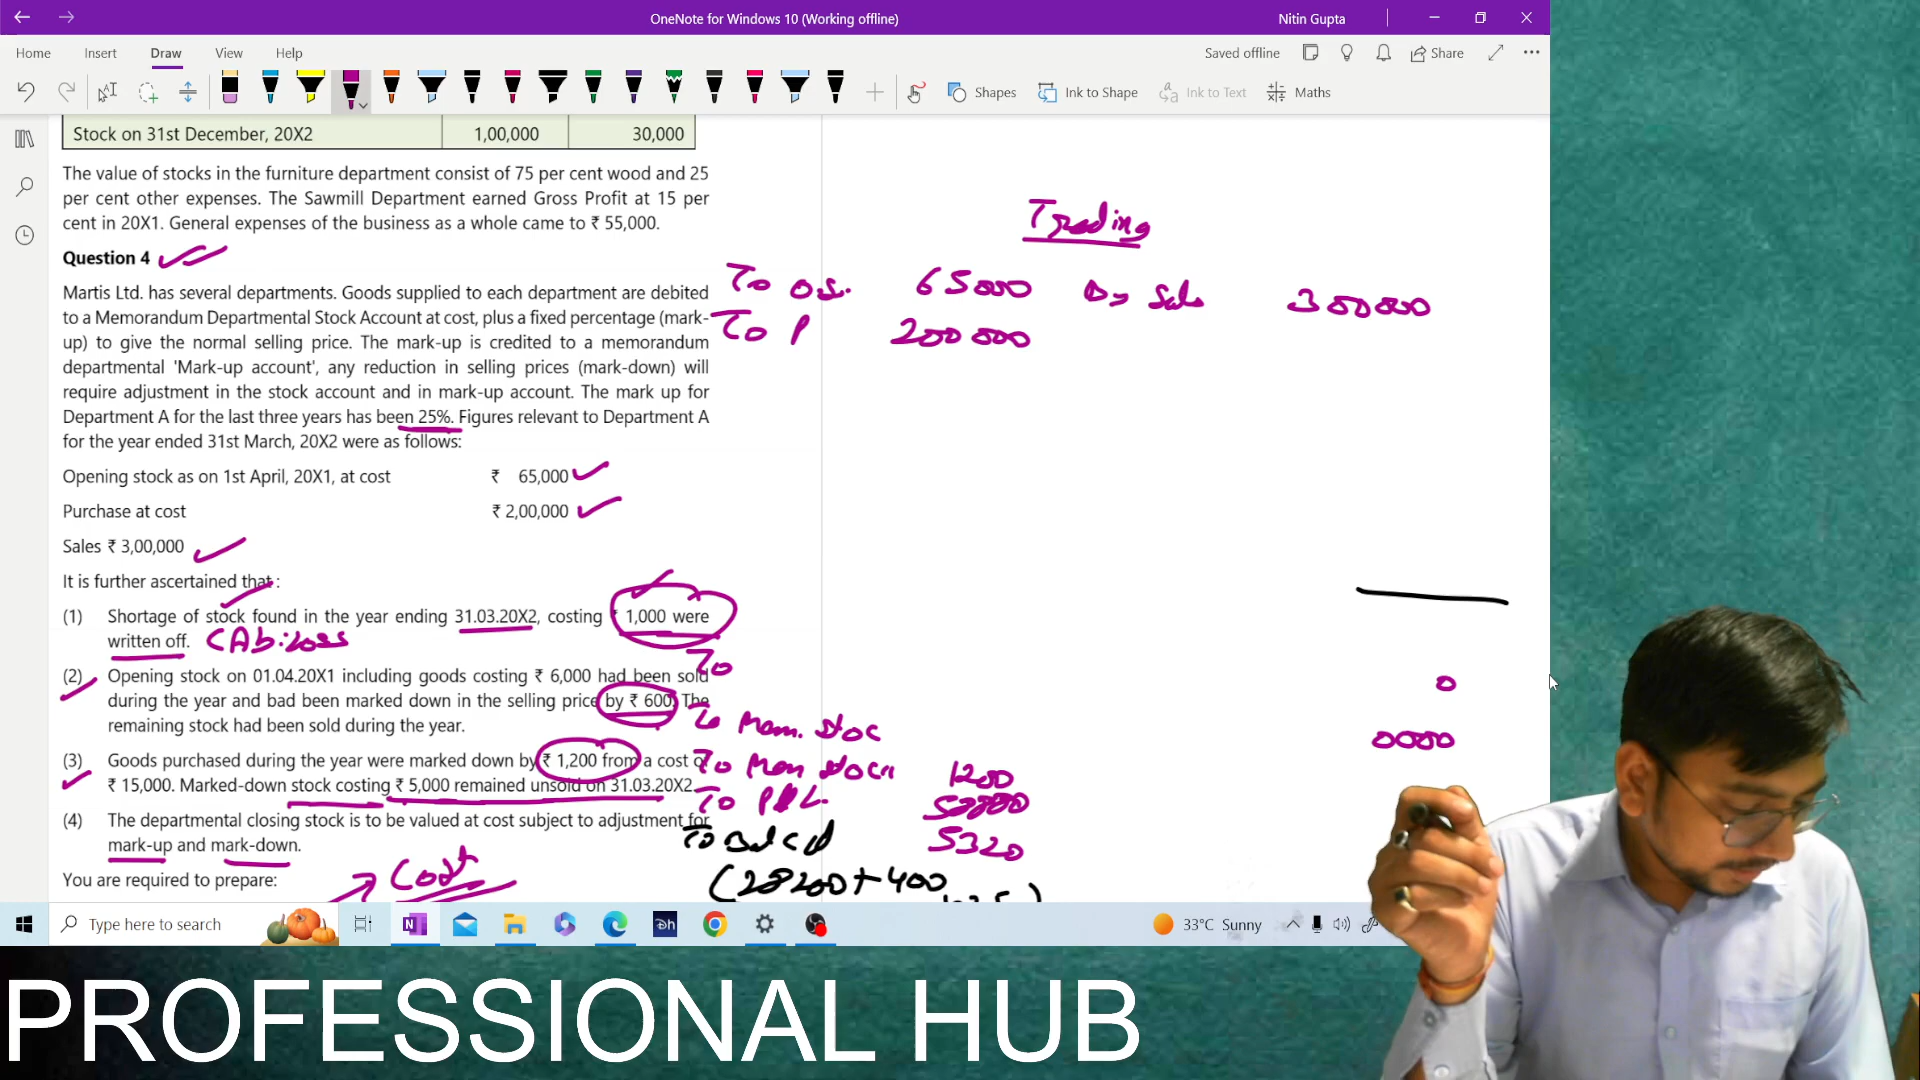 OneNote for Windows 10 (Working offline)
Nitin Gupta
Home Insert Draw View Help
Saved offline Share
Shapes Ink to Shape Ink to Text Maths
Stock on 31st December, 20X2 1,00,000 30,000
The value of stocks in the furniture department consist of 75 per cent wood and 25
per cent other expenses. The Sawmill Department earned Gross Profit at 15 per
cent in 20X1. General expenses of the business as a whole came to ₹ 55,000.
Question 4
Martis Ltd. has several departments. Goods supplied to each department are debited
to a Memorandum Departmental Stock Account at cost, plus a fixed percentage (mark-
up) to give the normal selling price. The mark-up is credited to a memorandum
departmental 'Mark-up account', any reduction in selling prices (mark-down) will
require adjustment in the stock account and in mark-up account. The mark up for
Department A for the last three years has been 25%. Figures relevant to Department A
for the year ended 31st March, 20X2 were as follows:
Opening stock as on 1st April, 20X1, at cost ₹ 65,000
Purchase at cost ₹ 2,00,000
Sales ₹ 3,00,000
It is further ascertained that :
(1) Shortage of stock found in the year ending 31.03.20X2, costing ₹ 1,000 were
written off. (Ab. loss
(2) Opening stock on 01.04.20X1 including goods costing ₹ 6,000 had been sold
during the year and bad been marked down in the selling price by ₹ 600. The
remaining stock had been sold during the year.
(3) Goods purchased during the year were marked down by ₹ 1,200 from a cost of
₹ 15,000. Marked-down stock costing ₹ 5,000 remained unsold on 31.03.20X2.
(4) The departmental closing stock is to be valued at cost subject to adjustment for
mark-up and mark-down.
You are required to prepare:
Cost
Trading
To O.S. 65000 By Sales 300000
To P 200000
To
To Mem. Stoc
To Mem stock 1200
To P&L
To Bal c/d 5320
(28200+400
0
0000
Type here to search
33°C Sunny
PROFESSIONAL HUB